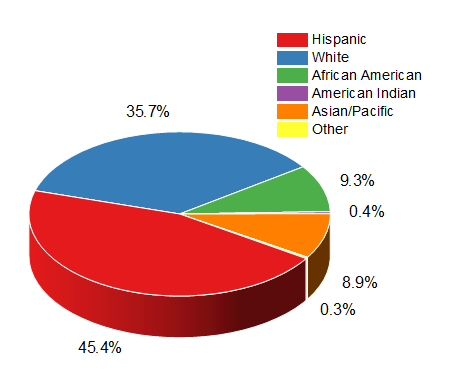 Hispanic
White
African American
American Indian
Asian/Pacific
Other
35.7%
9.3%
0.4%
8.9%
0.3%
45.4%